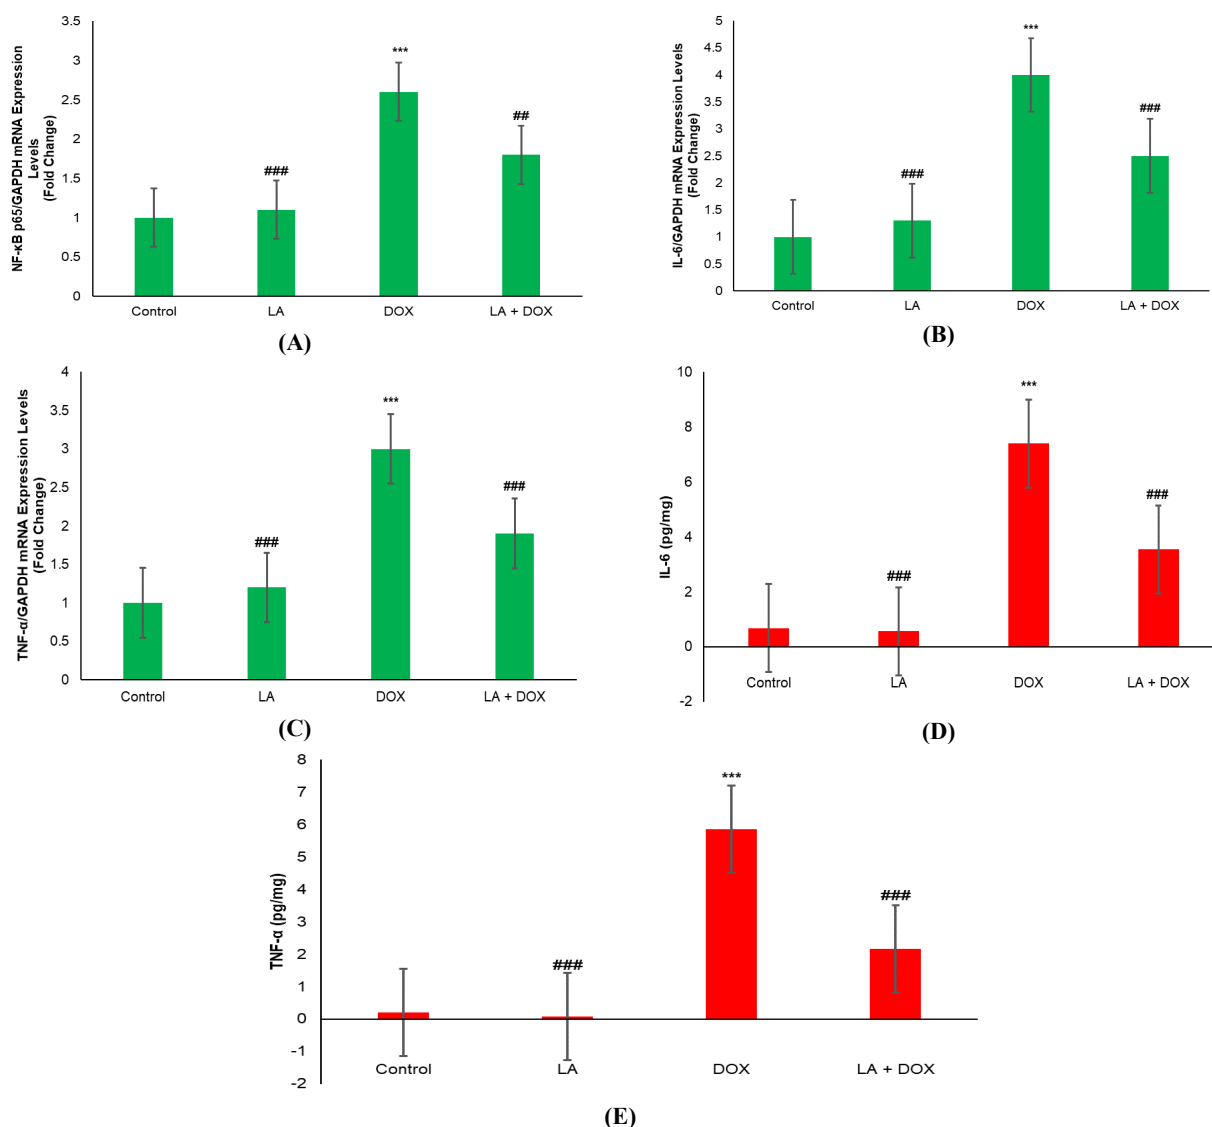 NF-κB p65/GAPDH mRNA Expression
Levels
(Fold Change)
3.5
3
2.5
2
1.5
1
0.5
0
***
##
###
Control
LA
DOX
LA + DOX
(A)
IL-6/GAPDH mRNA Expression Levels
(Fold Change)
5
4.5
4
3.5
3
2.5
2
1.5
1
0.5
0
***
###
###
Control
LA
DOX
LA + DOX
(B)
TNF-α/GAPDH mRNA Expression Levels
(Fold Change)
4
3.5
3
2.5
2
1.5
1
0.5
0
***
###
###
Control
LA
DOX
LA + DOX
(C)
IL-6 (pg/mg)
10
8
6
4
2
0
-2
***
###
###
Control
LA
DOX
LA + DOX
(D)
TNF-α (pg/mg)
8
7
6
5
4
3
2
1
0
-1
-2
***
###
###
Control
LA
DOX
LA + DOX
(E)